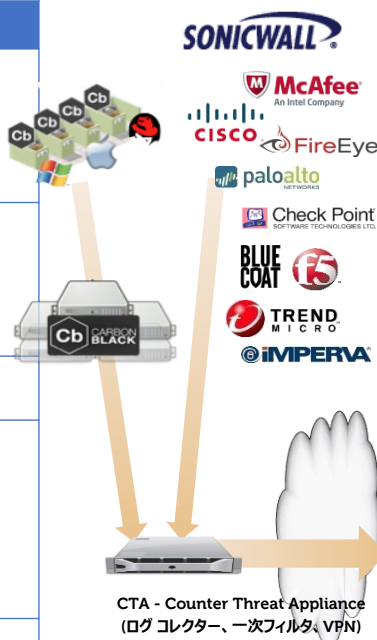 SONICWALL
McAfee
An Intel Company
Cb
Cb
Cb
Cb
CISCO
FireEye
paloalto
NETWORKS
Check Point
SOFTWARE TECHNOLOGIES LTD.
BLUE
COAT
f5
TREND
MICRO
IMPERVA
Cb CARBON
BLACK
CTA - Counter Threat Appliance
(ログ コレクター、一次フィルタ、VPN)